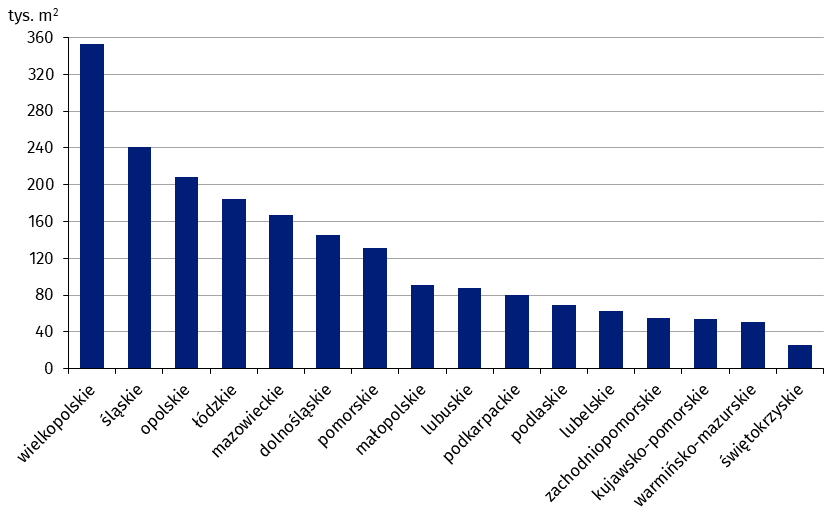 tys. m²
360
320
280
240
200
160
120
80
40
0
wielkopolskie
śląskie
opolskie
łódzkie
mazowieckie
dolnośląskie
pomorskie
małopolskie
lubuskie
podkarpackie
podlaskie
lubelskie
zachodniopomorskie
kujawsko-pomorskie
warmińsko-mazurskie
świętokrzyskie